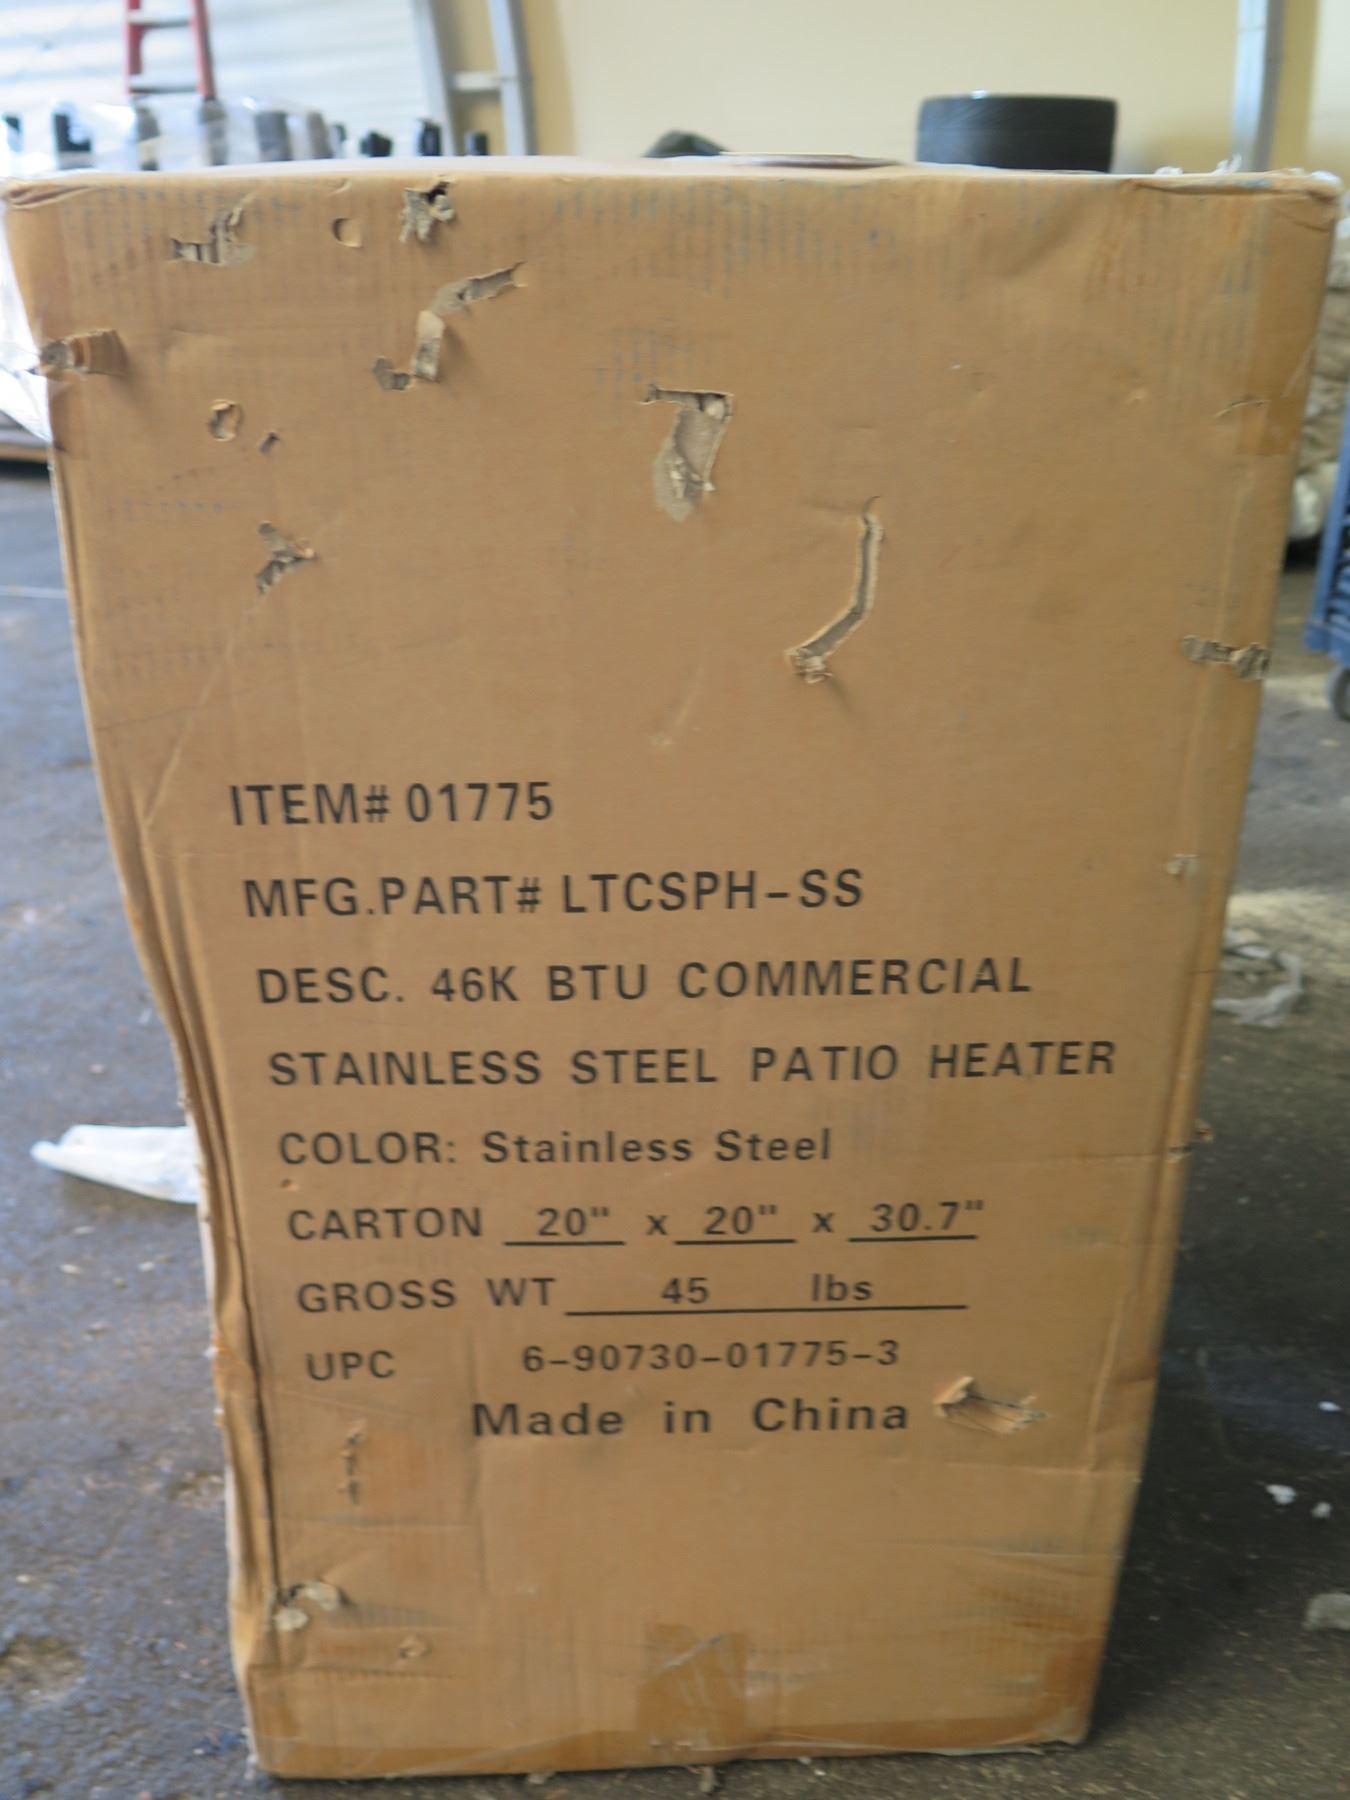 ITEM# 01775
MFG.PART# LTCSPH-SS
DESC. 46K BTU COMMERCIAL
STAINLESS STEEL PATIO HEATER
COLOR: Stainless Steel
CARTON 20" x 20" x 30.7"
GROSS WT 45 lbs
UPC 6-90730-01775-3
Made in China